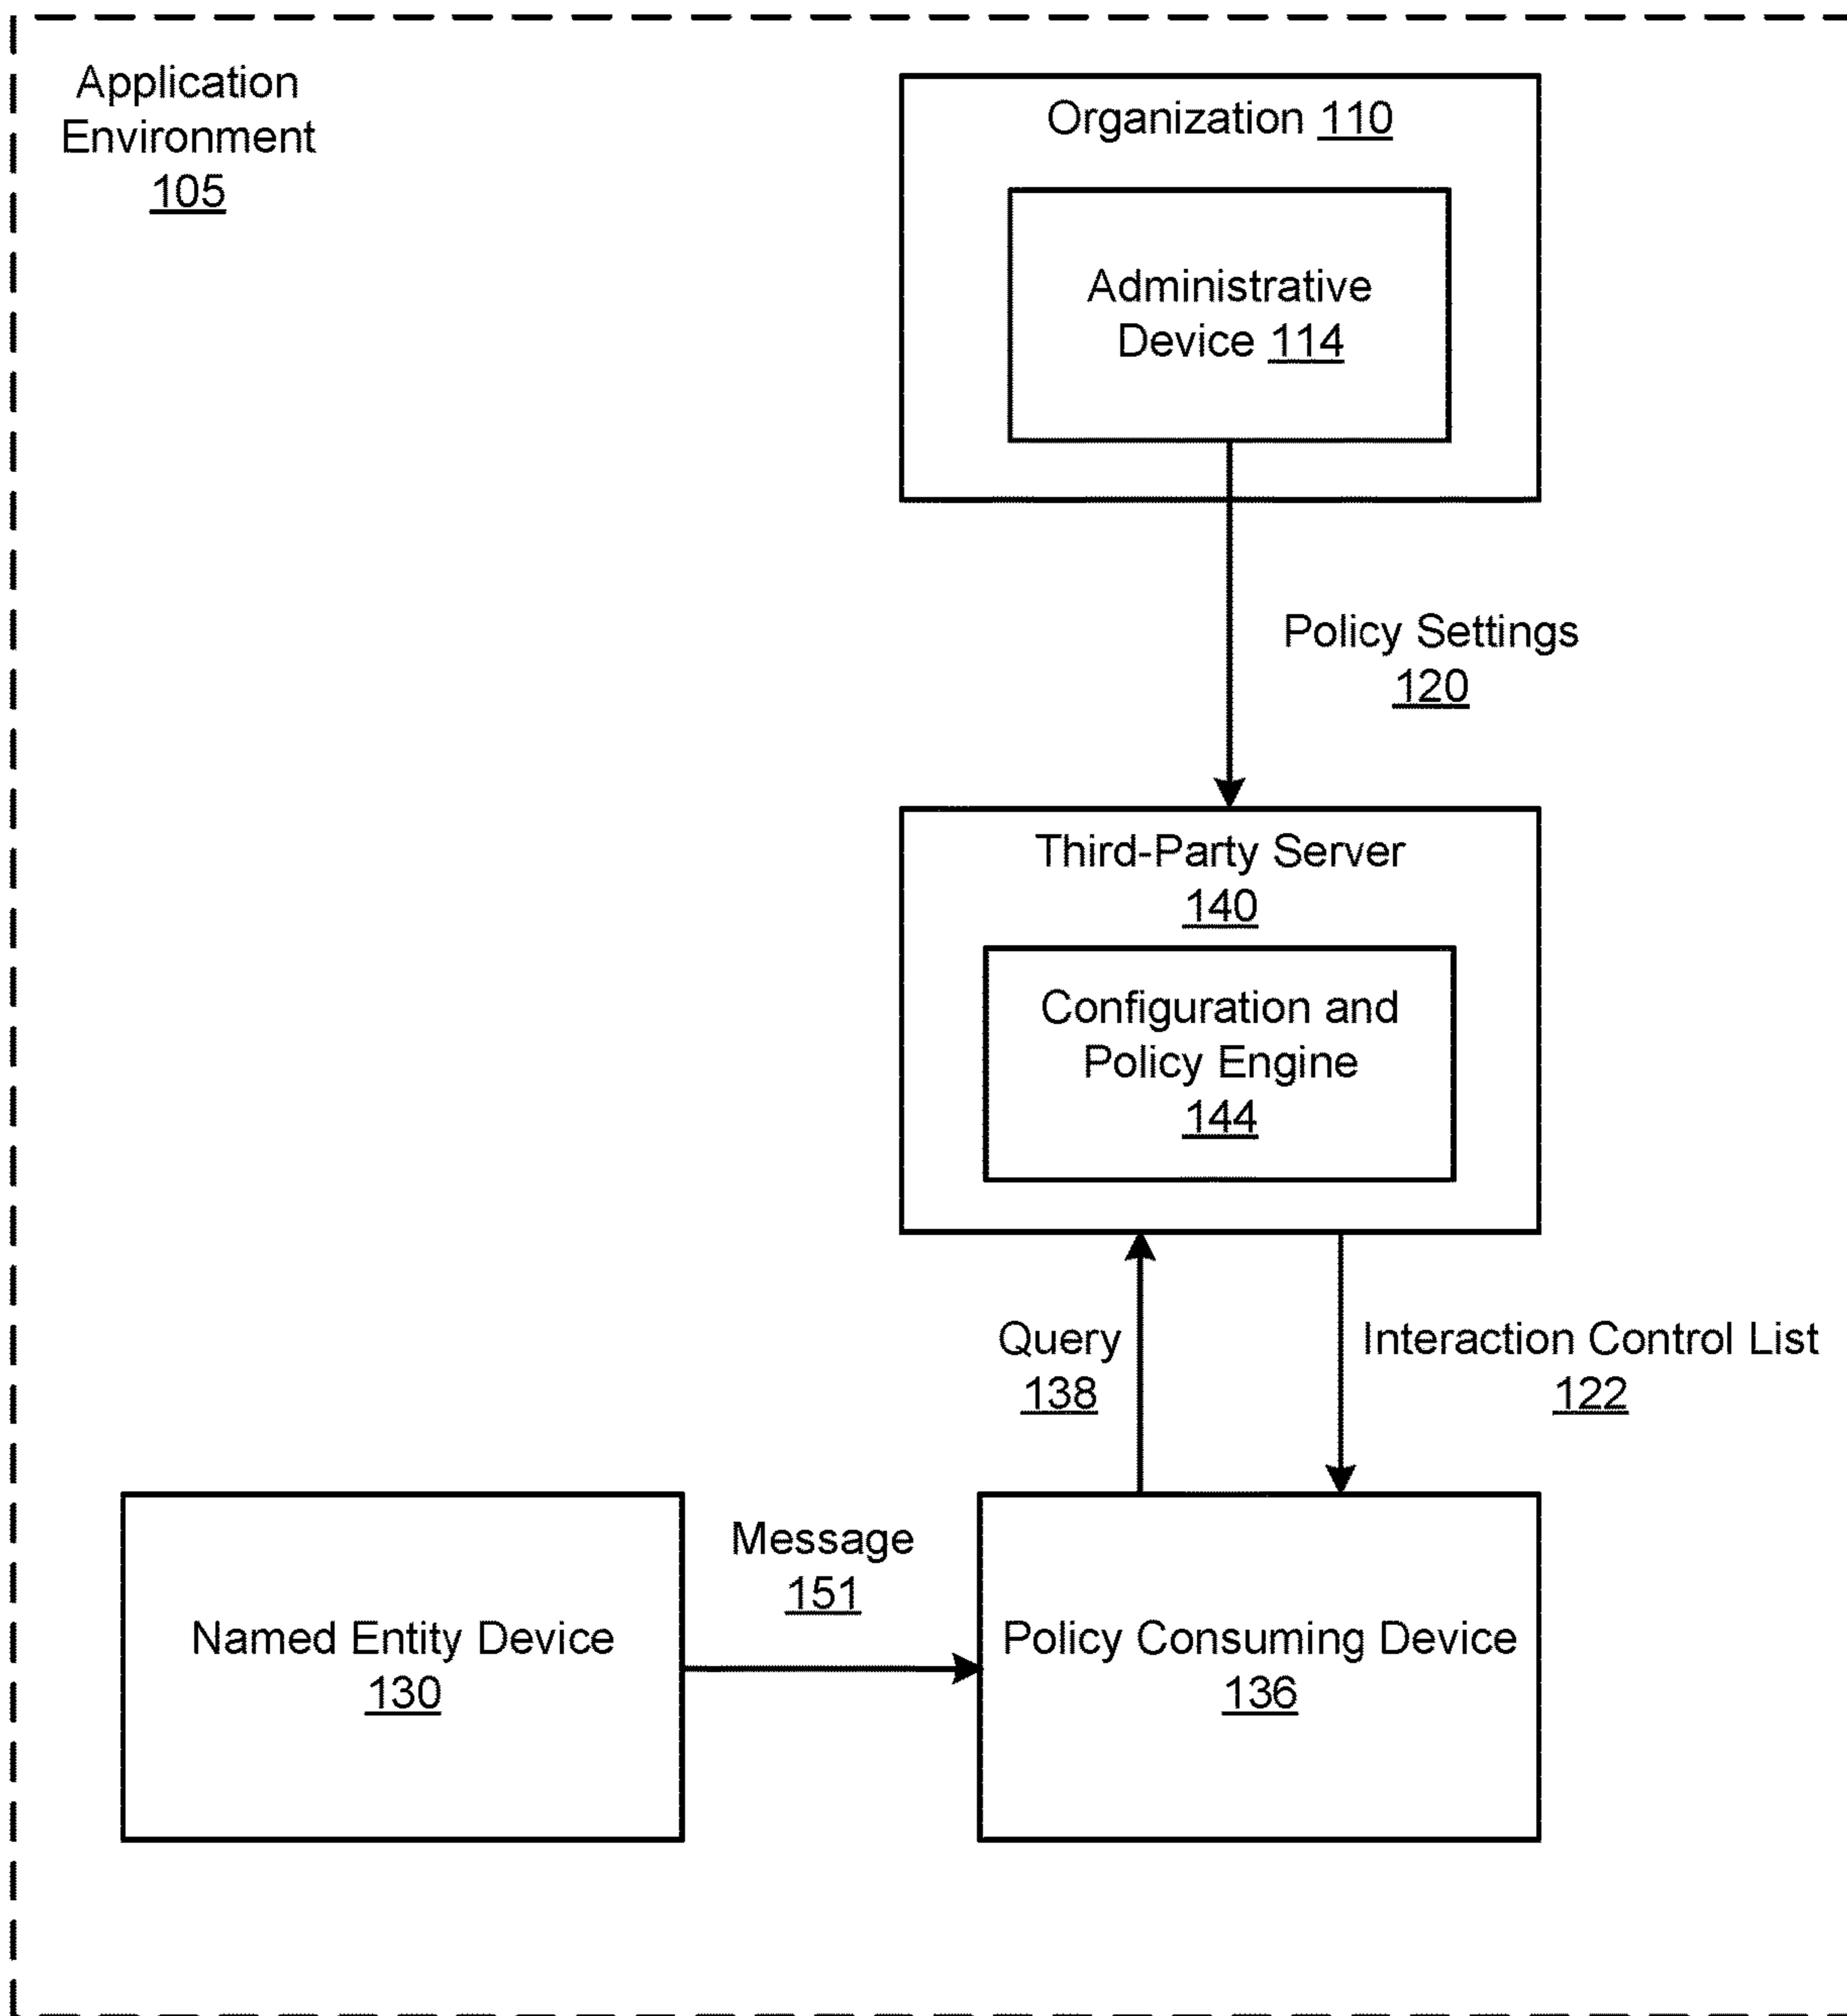 Application
Environment
105
Organization 110
Administrative
Device 114
Policy Settings
120
Third-Party Server
140
Configuration and
Policy Engine
144
Query
138
Interaction Control List
122
Message
151
Named Entity Device
130
Policy Consuming Device
136